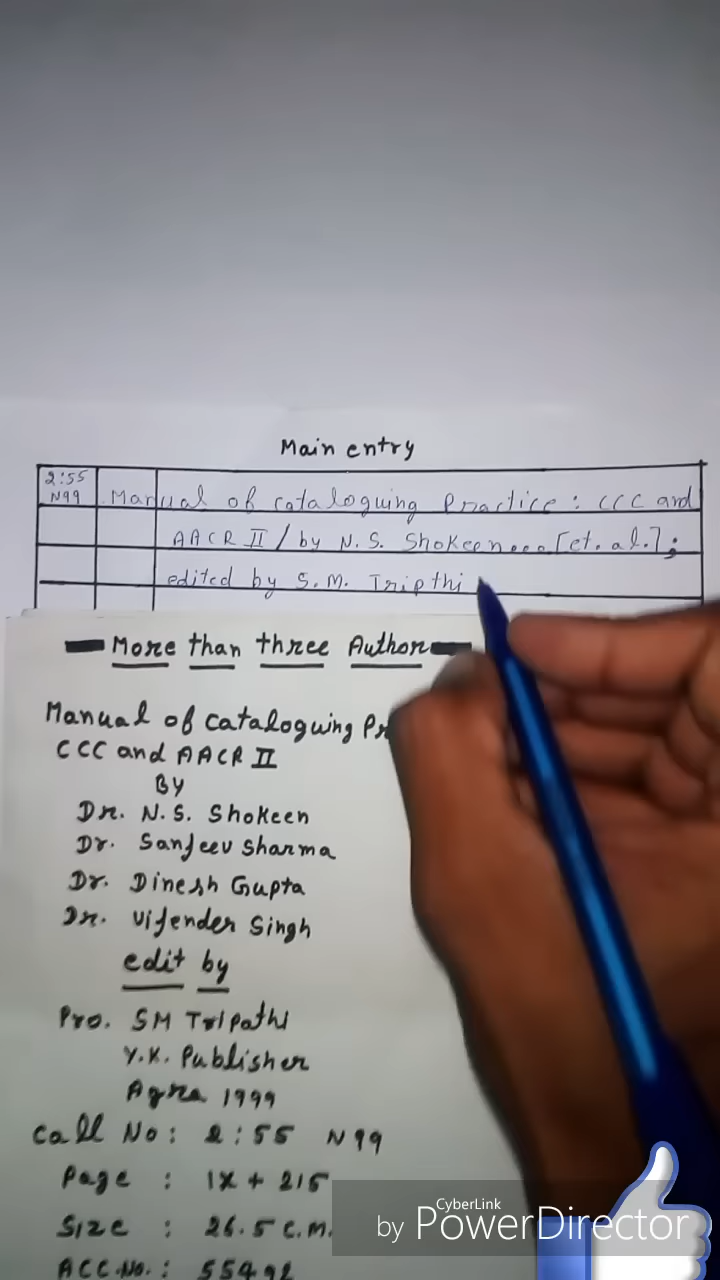 Main entry
2:55
N99
Manual of cataloguing Practice: CCC and
AACR II / by N. S. Shokeen... [et. al.];
edited by S. M. Tripthi
More than three Author
Manual of cataloguing
CCC and AACR II
By
Dr. N. S. Shokeen
Dr. Sanjeev Sharma
Dr. Dinesh Gupta
Dr. Vijender Singh
edit by
Pro. SM Tripathi
Y.K. Publisher
Agra 1999
Call No: 2:55 N99
Page : IX + 215
Size : 26.5 C.M.
ACC.No.: 55492
CyberLink
by PowerDirector